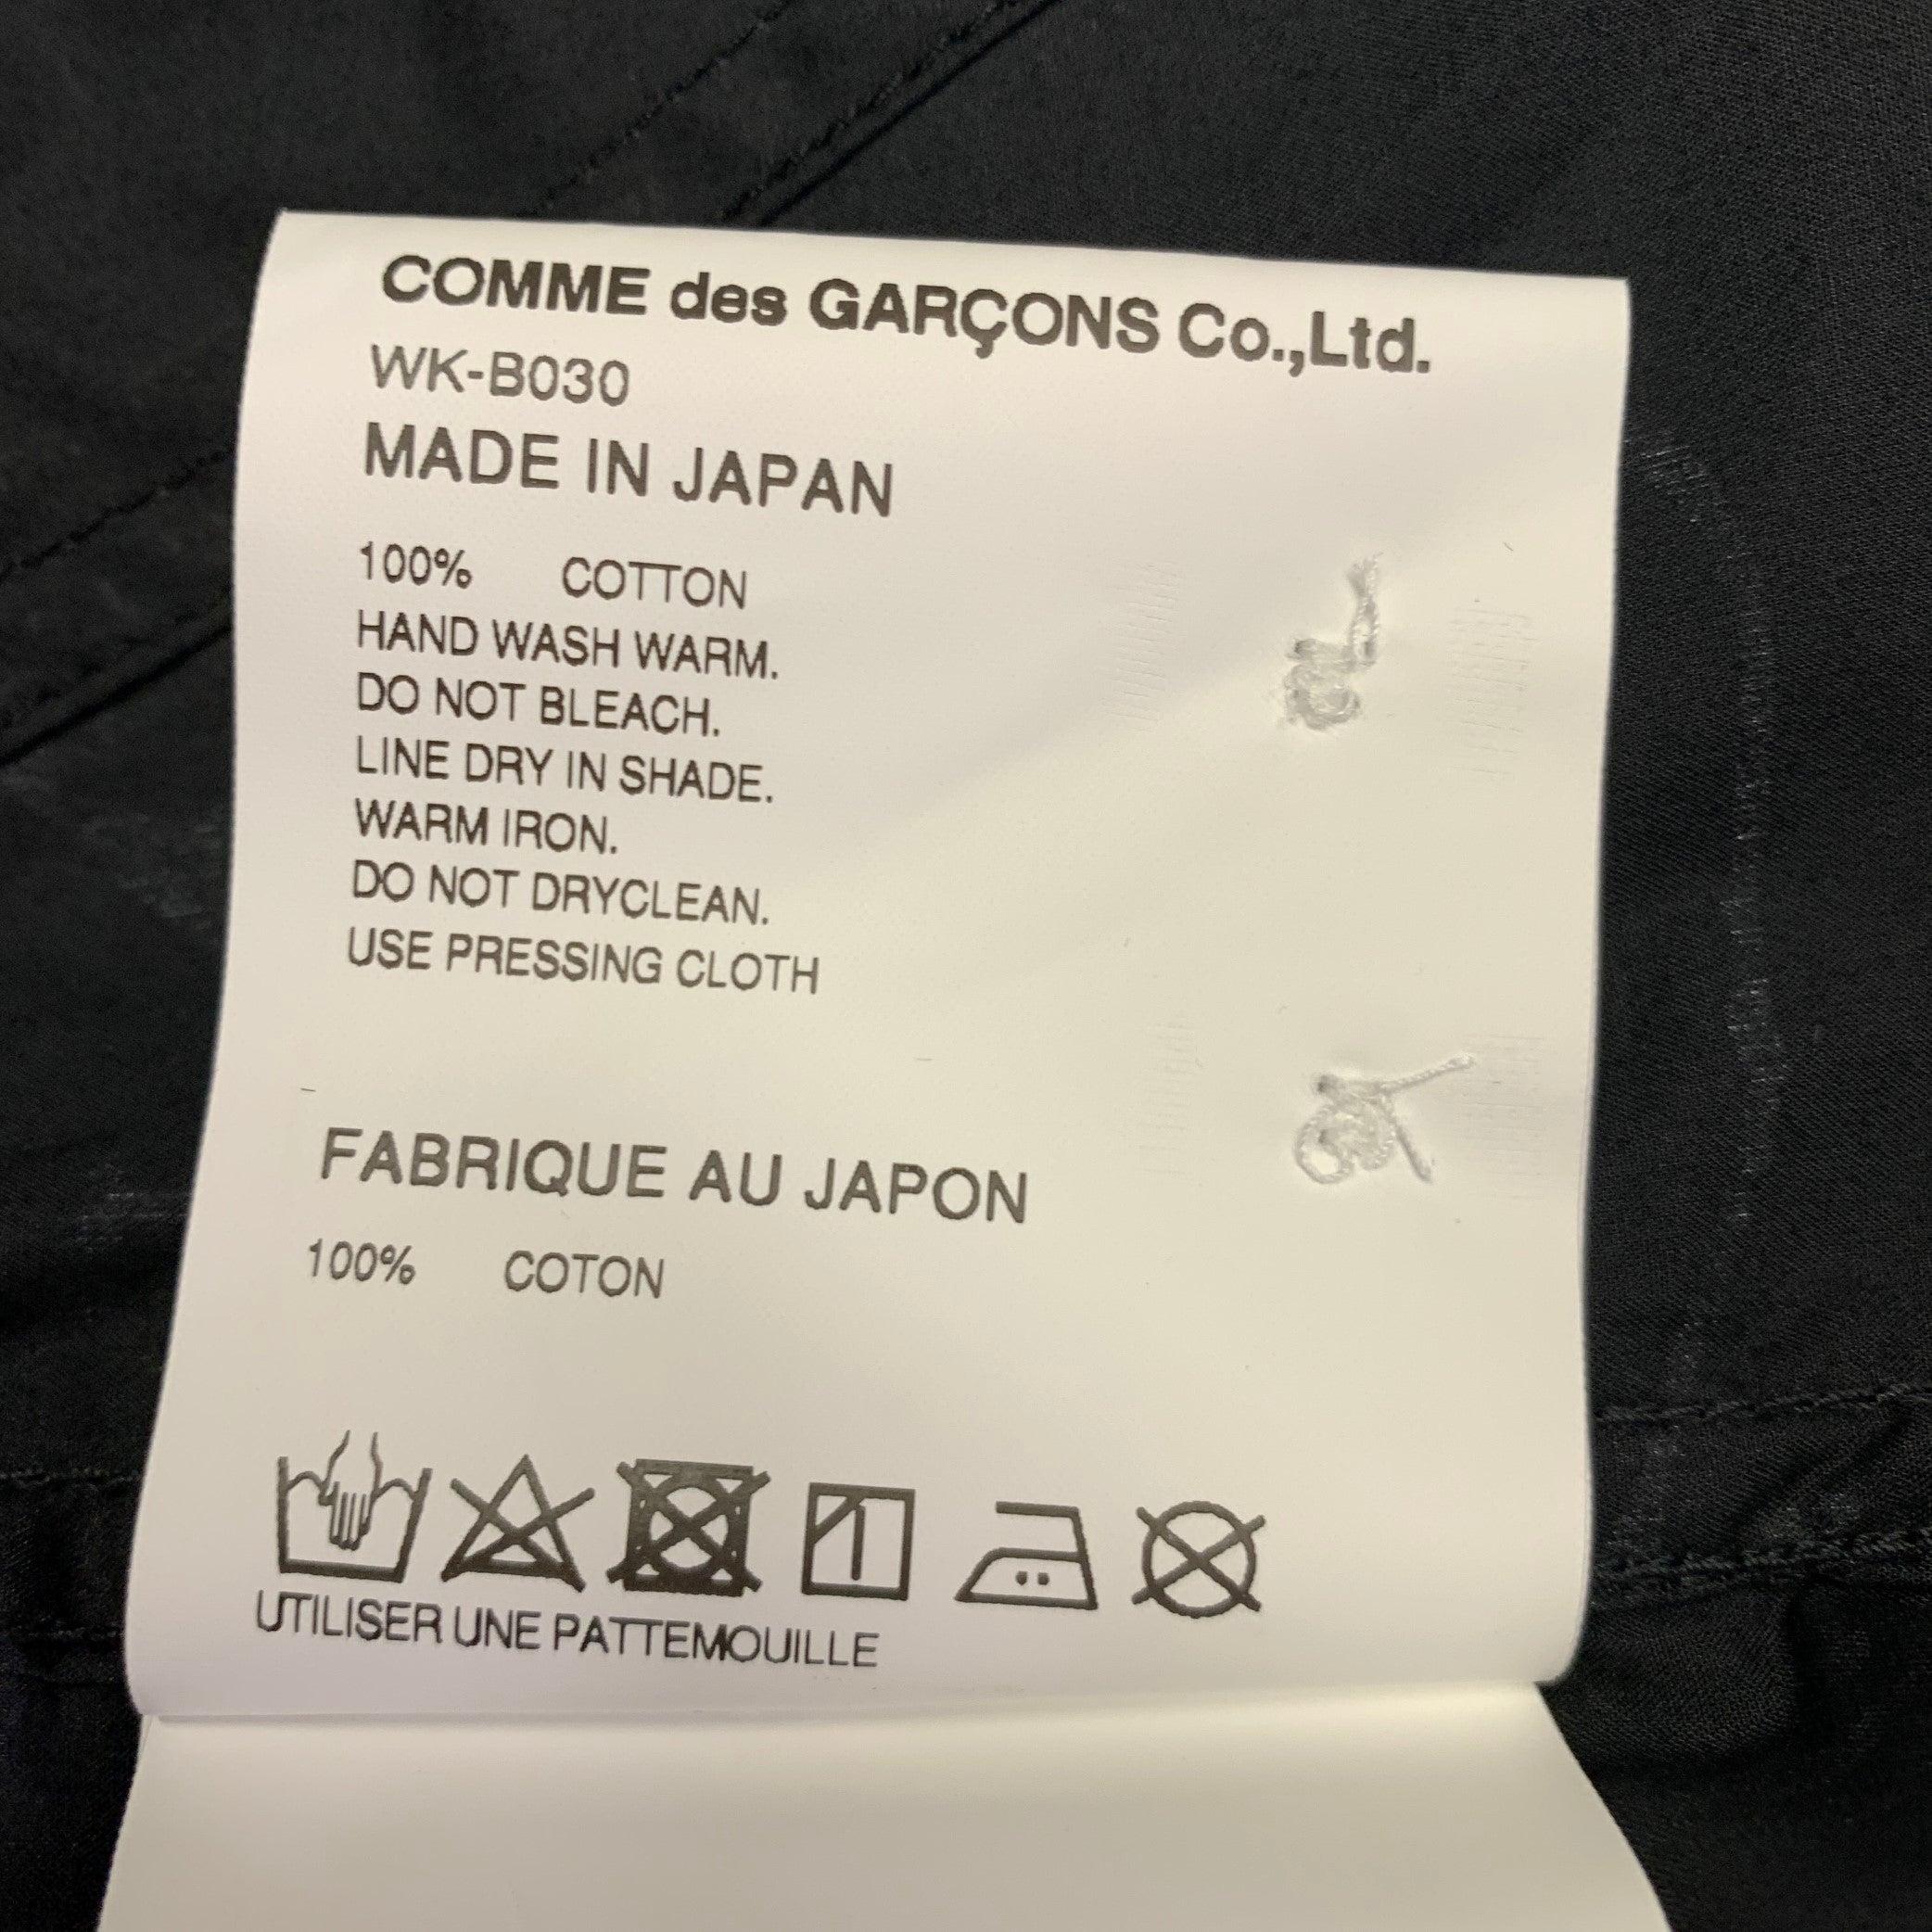 COMME des GARÇONS Co.,Ltd.
WK-B030
MADE IN JAPAN
100% COTTON
HAND WASH WARM.
DO NOT BLEACH.
LINE DRY IN SHADE.
WARM IRON.
DO NOT DRYCLEAN.
USE PRESSING CLOTH
FABRIQUE AU JAPON
100% COTON
UTILISER UNE PATTEMOUILLE